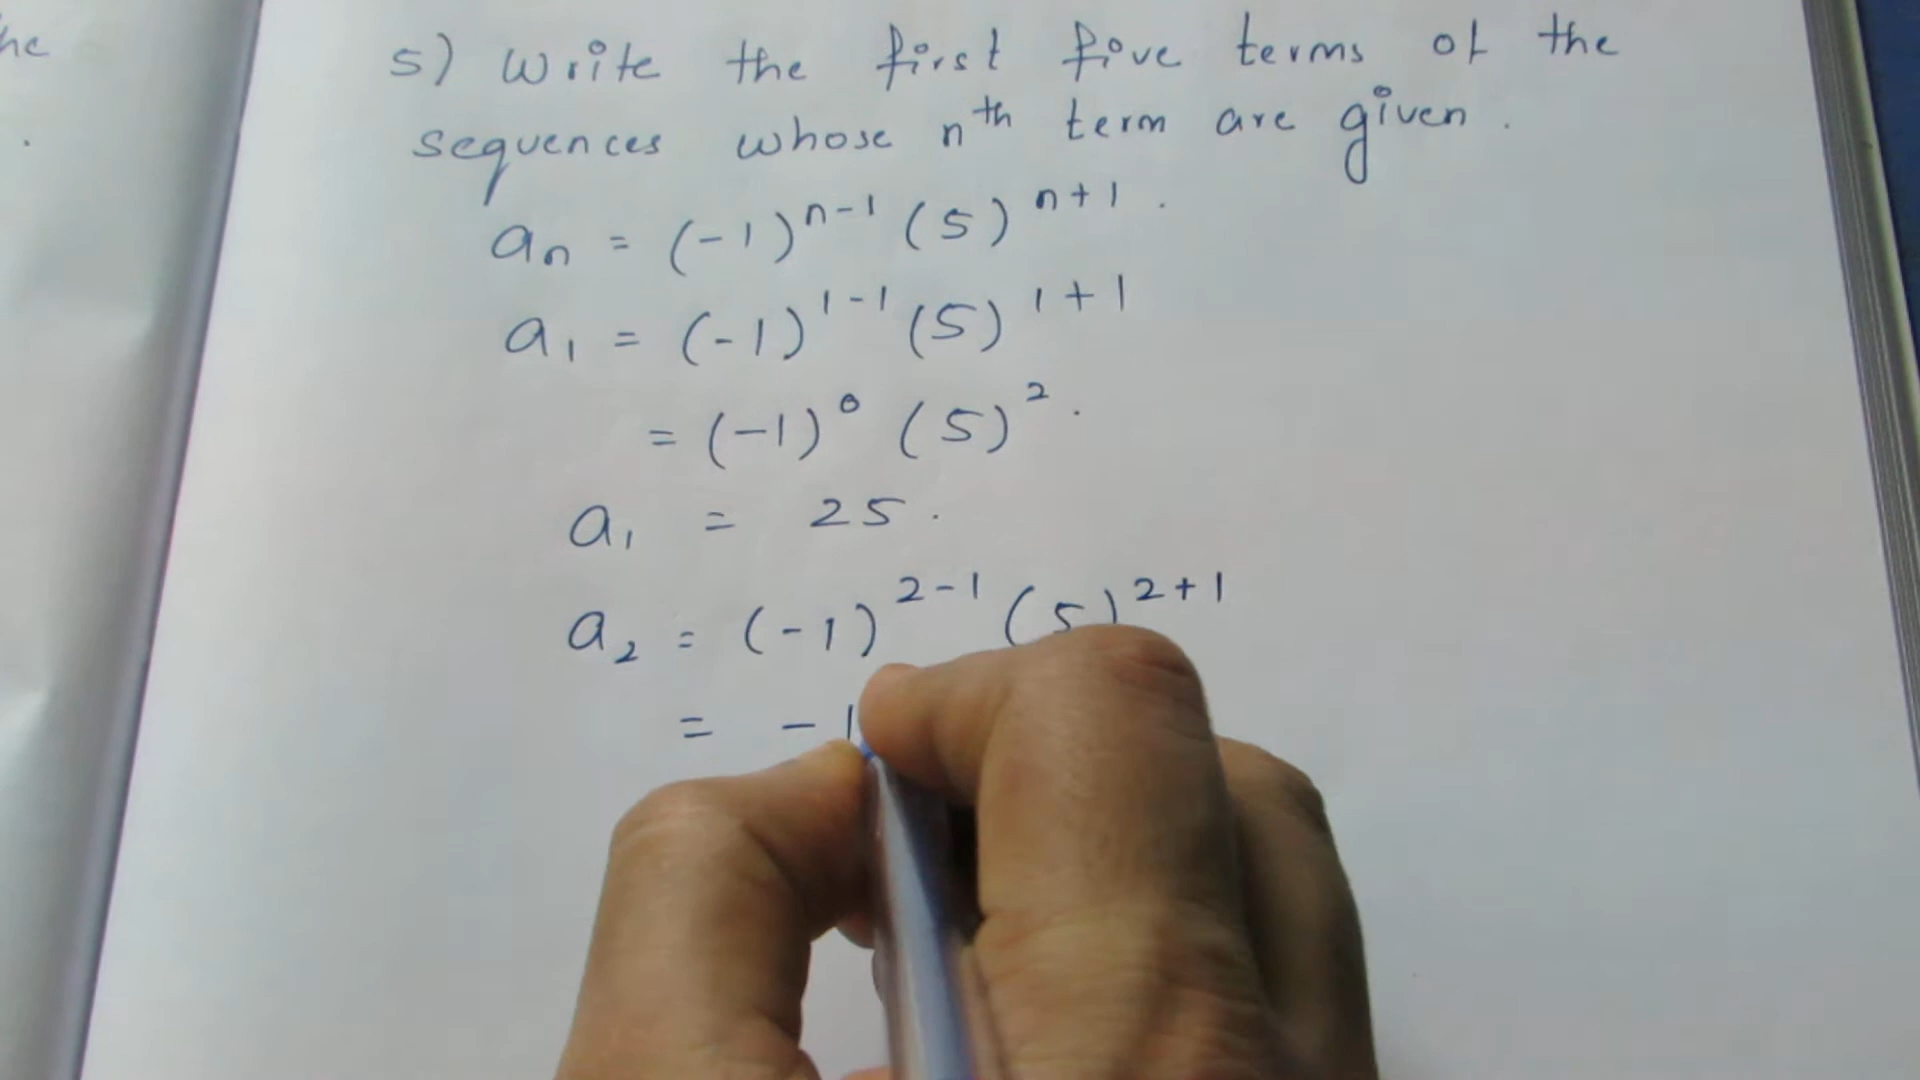 he
5) Write the first five terms of the
sequences whose nth term are given.
an = (-1)^n-1 (5)^n+1.
a1 = (-1)^1-1 (5)^1+1
= (-1)^0 (5)^2.
a1 = 25.
a2 = (-1)^2-1 (5)^2+1
= -1